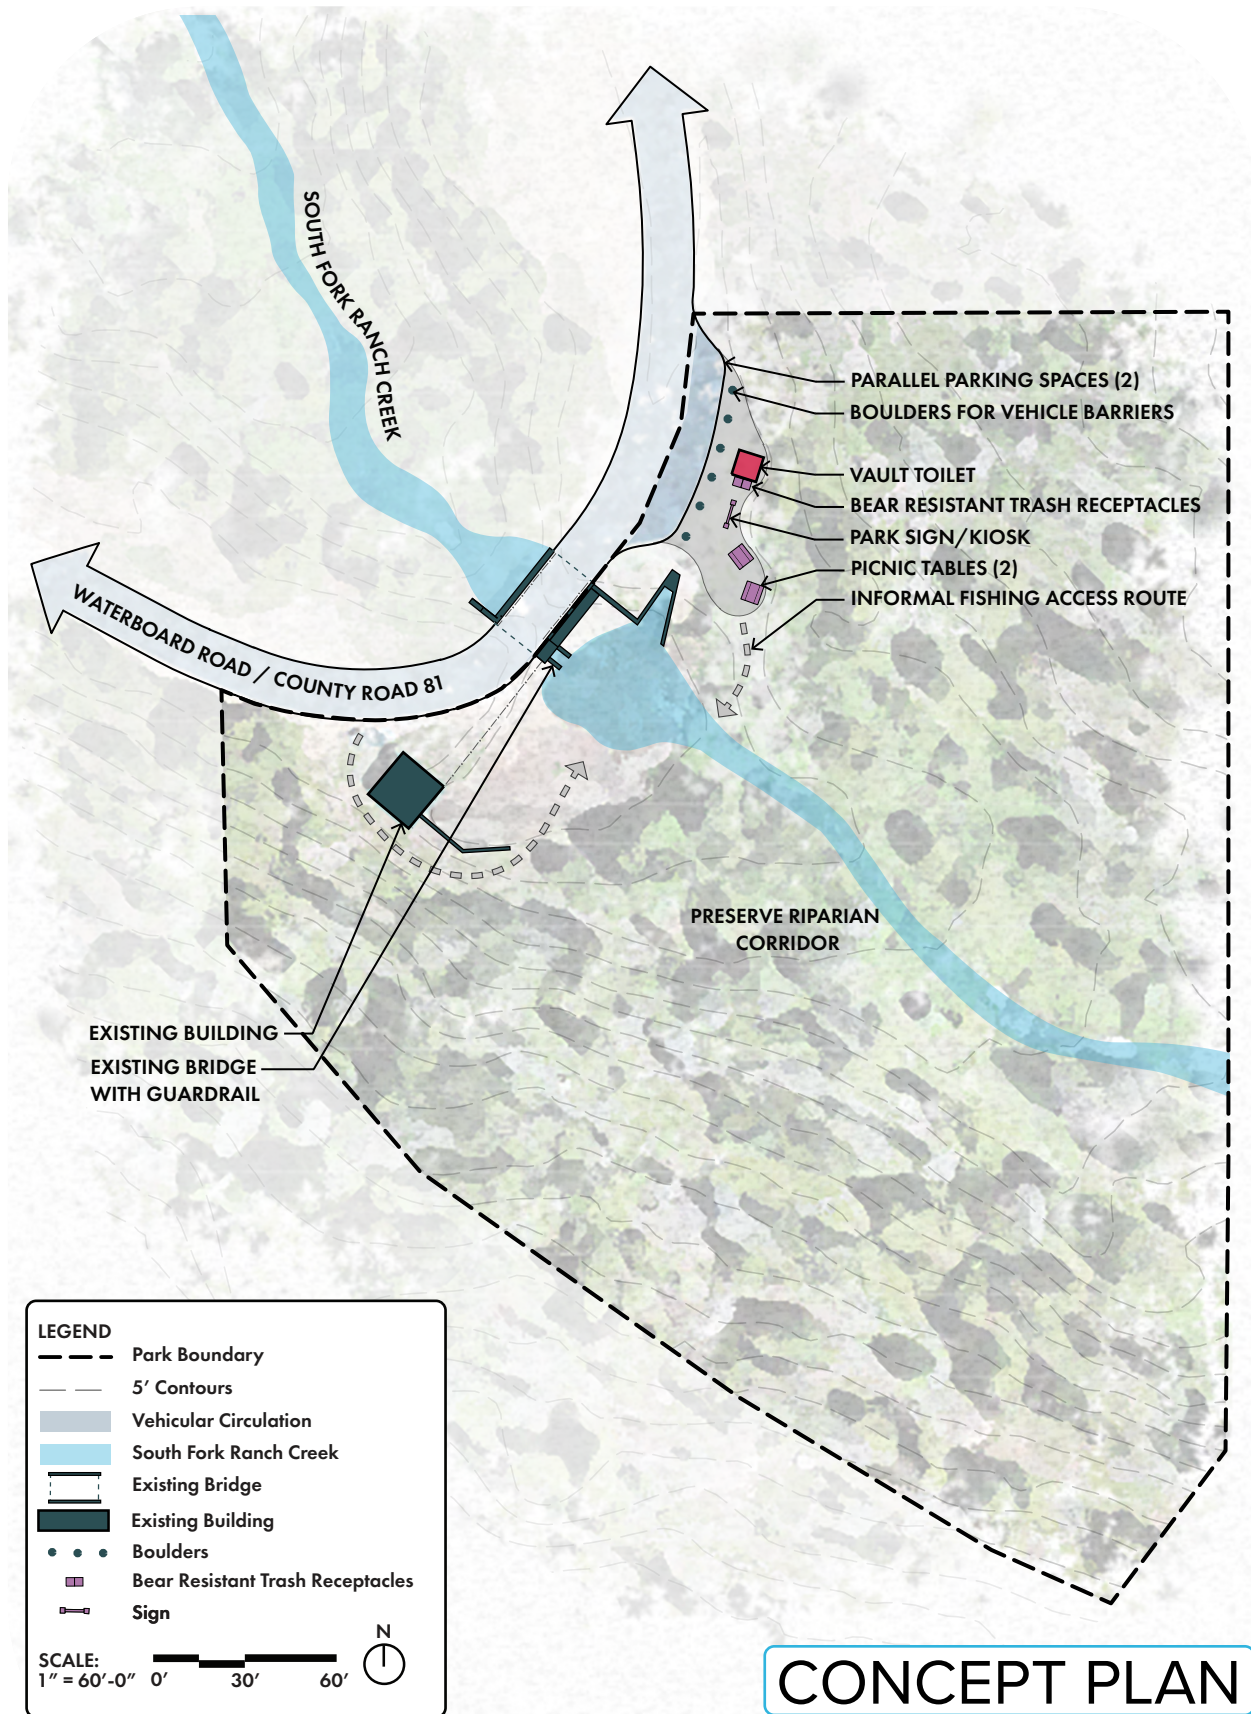 SOUTH FORK RANCH CREEK
PARALLEL PARKING SPACES (2)
BOULDERS FOR VEHICLE BARRIERS
VAULT TOILET
BEAR RESISTANT TRASH RECEPTACLES
PARK SIGN/KIOSK
PICNIC TABLES (2)
INFORMAL FISHING ACCESS ROUTE
WATERBOARD ROAD / COUNTY ROAD 81
PRESERVE RIPARIAN
CORRIDOR
EXISTING BUILDING
EXISTING BRIDGE
WITH GUARDRAIL
LEGEND
Park Boundary
5' Contours
Vehicular Circulation
South Fork Ranch Creek
Existing Bridge
Existing Building
Boulders
Bear Resistant Trash Receptacles
Sign
N
SCALE:
1" = 60'-0" 0' 30' 60'
CONCEPT PLAN